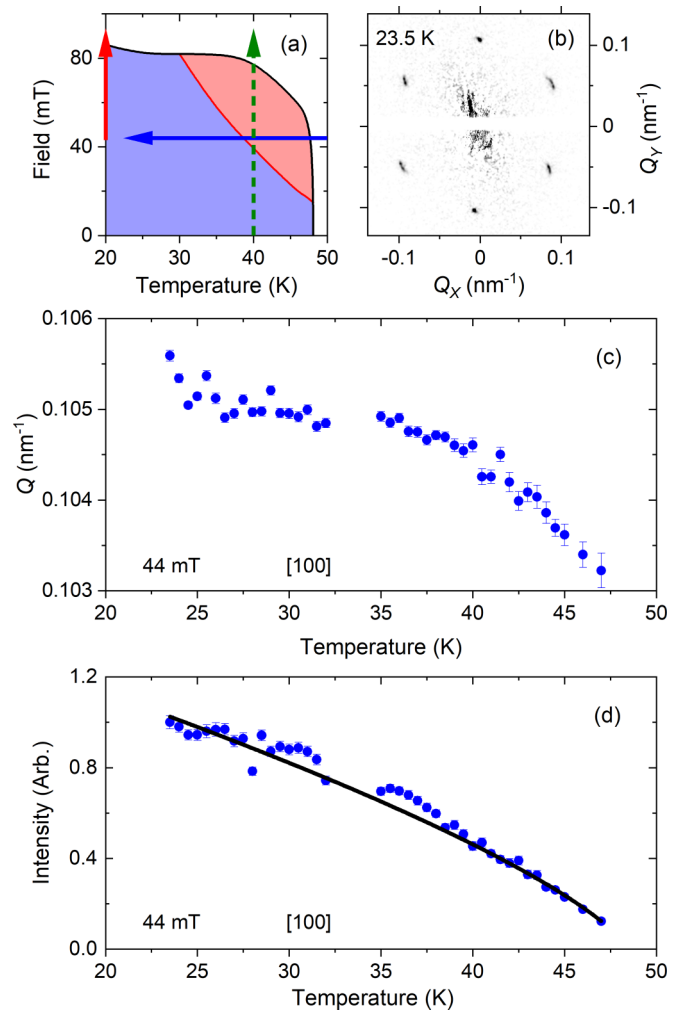 (a)
80
40
0
Field (mT)
20 30 40 50
Temperature (K)
23.5 K
(b)
0.1
0
-0.1
Q_Y (nm⁻¹)
-0.1 0 0.1
Q_X (nm⁻¹)
0.106
0.105
0.104
0.103
Q (nm⁻¹)
(c)
44 mT [100]
20 25 30 35 40 45 50
Temperature (K)
1.2
0.8
0.4
0.0
Intensity (Arb.)
(d)
44 mT [100]
20 25 30 35 40 45 50
Temperature (K)